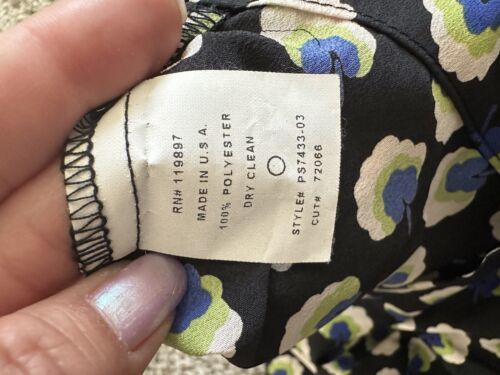 RN# 119897
MADE IN U.S.A.
100% POLYESTER
DRY CLEAN
STYLE# PS7433-03
CUT# 72066